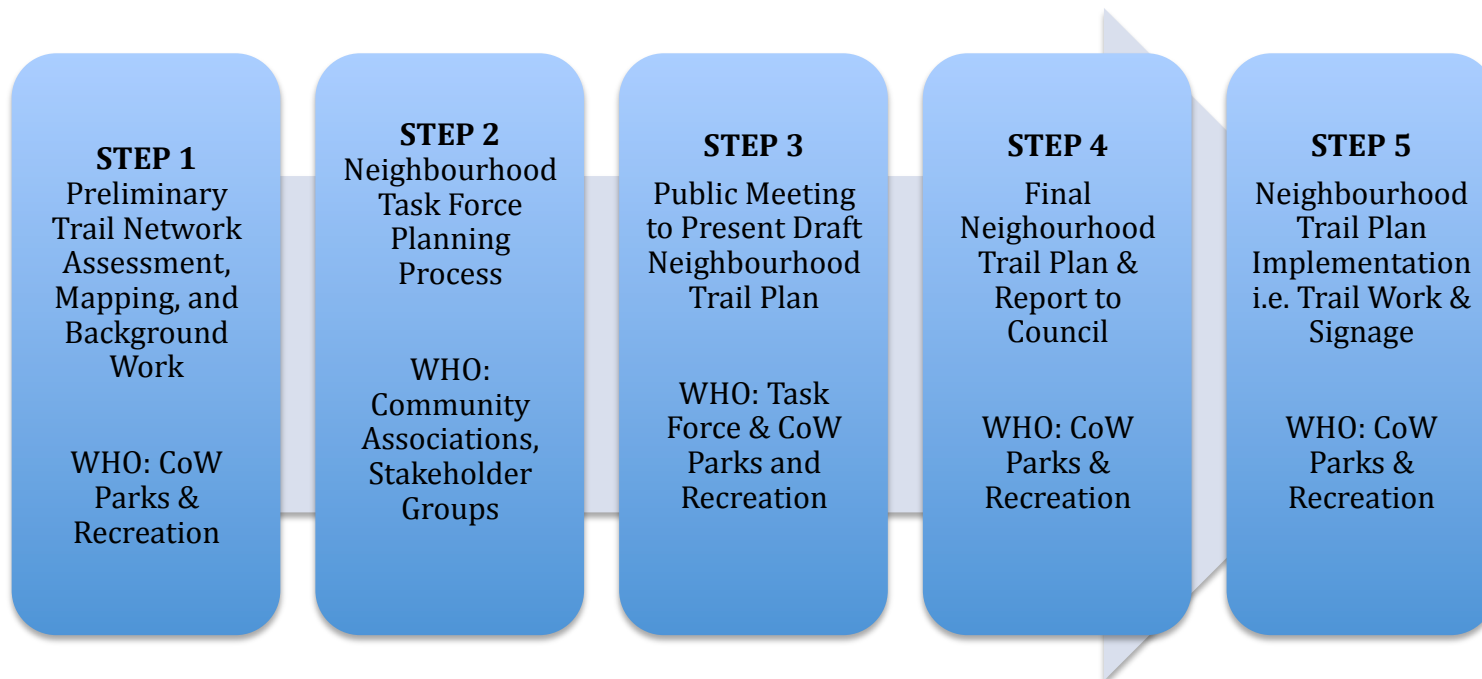 STEP 1
Preliminary
Trail Network
Assessment,
Mapping, and
Background
Work
WHO: CoW
Parks &
Recreation
STEP 2
Neighbourhood
Task Force
Planning
Process
WHO:
Community
Associations,
Stakeholder
Groups
STEP 3
Public Meeting
to Present Draft
Neighbourhood
Trail Plan
WHO: Task
Force & CoW
Parks and
Recreation
STEP 4
Final
Neighourhood
Trail Plan &
Report to
Council
WHO: CoW
Parks &
Recreation
STEP 5
Neighbourhood
Trail Plan
Implementation
i.e. Trail Work &
Signage
WHO: CoW
Parks &
Recreation